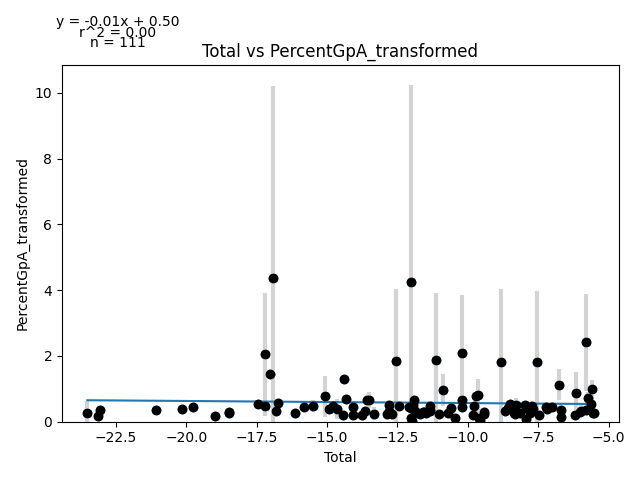 y = -0.01x + 0.50
r^2 = 0.00
n = 111
Total vs PercentGpA_transformed
PercentGpA_transformed
10
8
6
4
2
0
−22.5 −20.0 −17.5 −15.0 −12.5 −10.0 −7.5 −5.0
Total